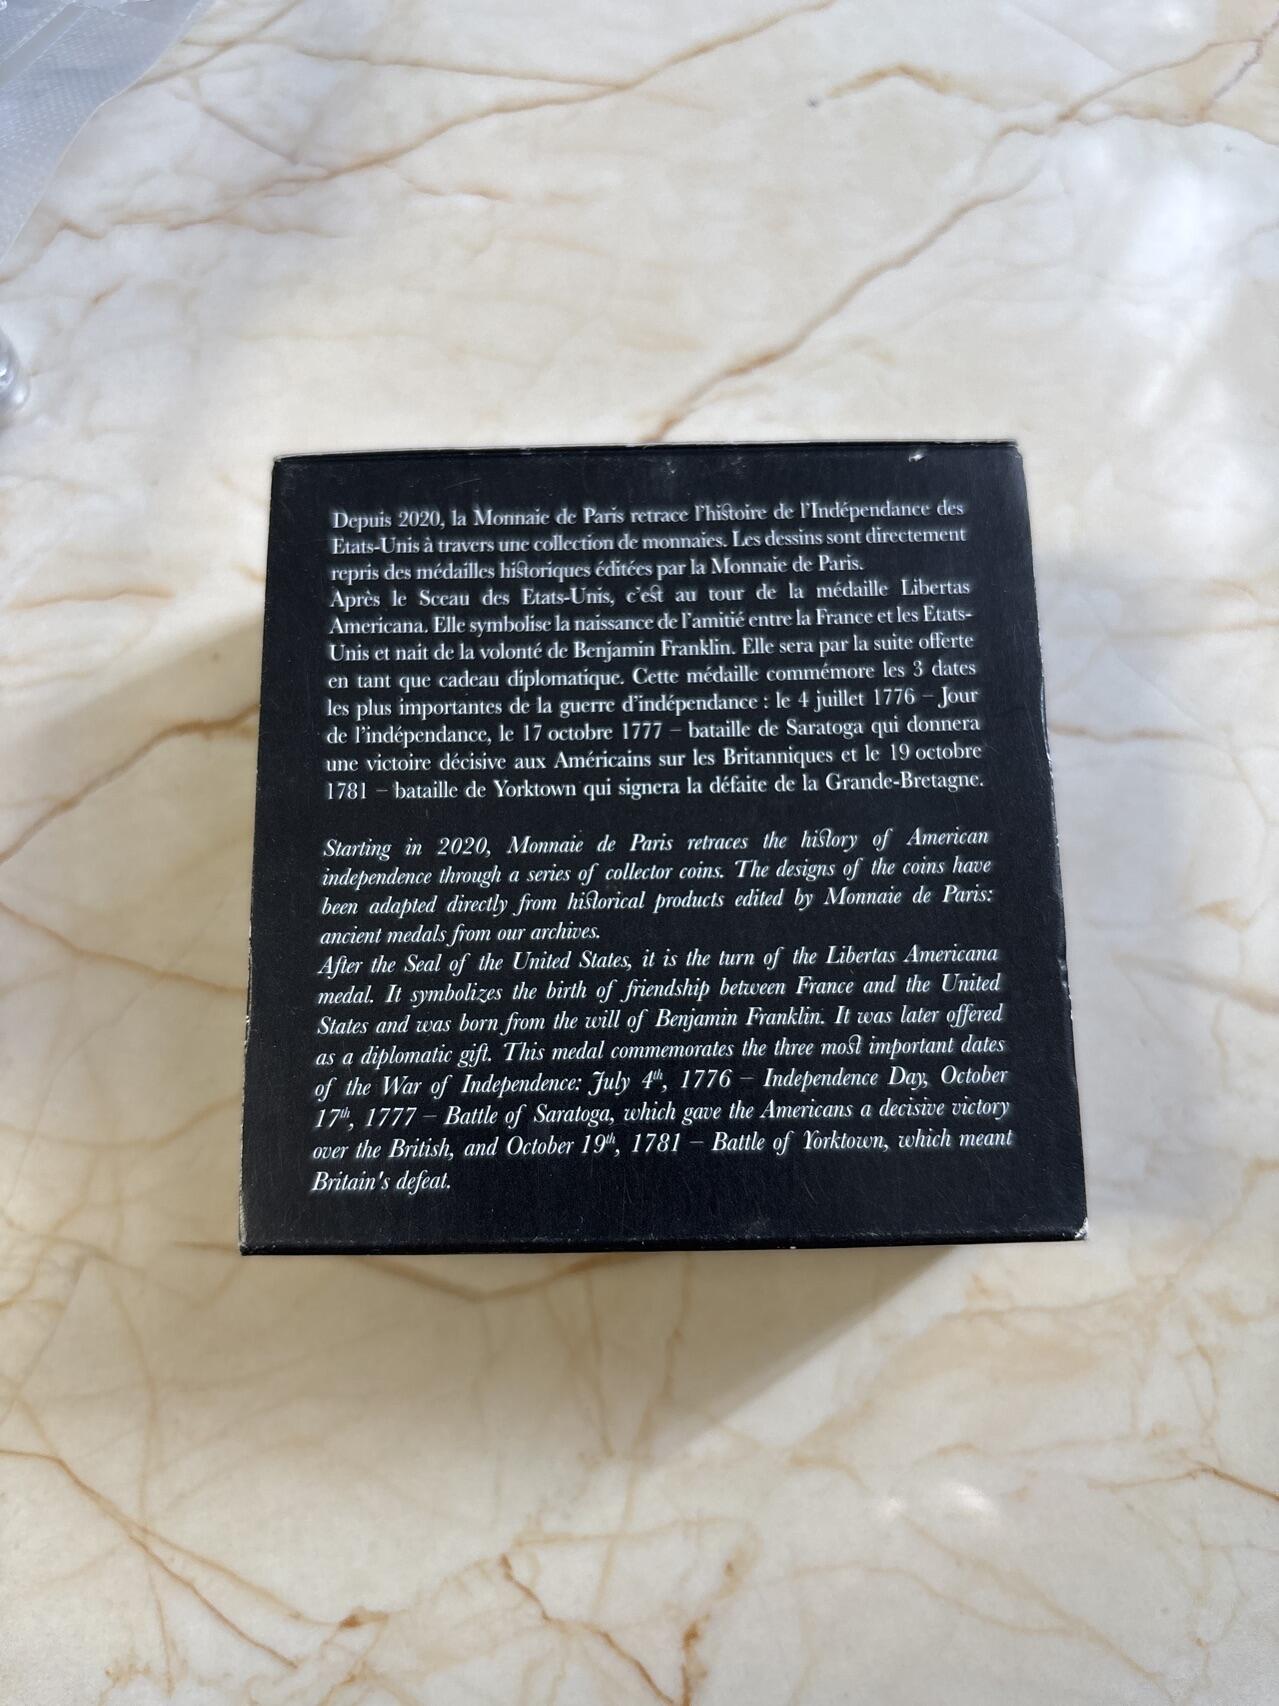 Depuis 2020, la Monnaie de Paris retrace l'histoire de l'Indépendance des
Etats-Unis à travers une collection de monnaies. Les dessins sont directement
repris des médailles historiques éditées par la Monnaie de Paris.
Après le Sceau des Etats-Unis, c'est au tour de la médaille Libertas
Americana. Elle symbolise la naissance de l'amitié entre la France et les Etats-
Unis et nait de la volonté de Benjamin Franklin. Elle sera par la suite offerte
en tant que cadeau diplomatique. Cette médaille commémore les 3 dates
les plus importantes de la guerre d'indépendance : le 4 juillet 1776 – Jour
de l'indépendance, le 17 octobre 1777 – bataille de Saratoga qui donnera
une victoire décisive aux Américains sur les Britanniques et le 19 octobre
1781 – bataille de Yorktown qui signera la défaite de la Grande-Bretagne.
Starting in 2020, Monnaie de Paris retraces the history of American
independence through a series of collector coins. The designs of the coins have
been adapted directly from historical products edited by Monnaie de Paris:
ancient medals from our archives.
After the Seal of the United States, it is the turn of the Libertas Americana
medal. It symbolizes the birth of friendship between France and the United
States and was born from the will of Benjamin Franklin. It was later offered
as a diplomatic gift. This medal commemorates the three most important dates
of the War of Independence: July 4th, 1776 – Independence Day, October
17th, 1777 – Battle of Saratoga, which gave the Americans a decisive victory
over the British, and October 19th, 1781 – Battle of Yorktown, which meant
Britain's defeat.